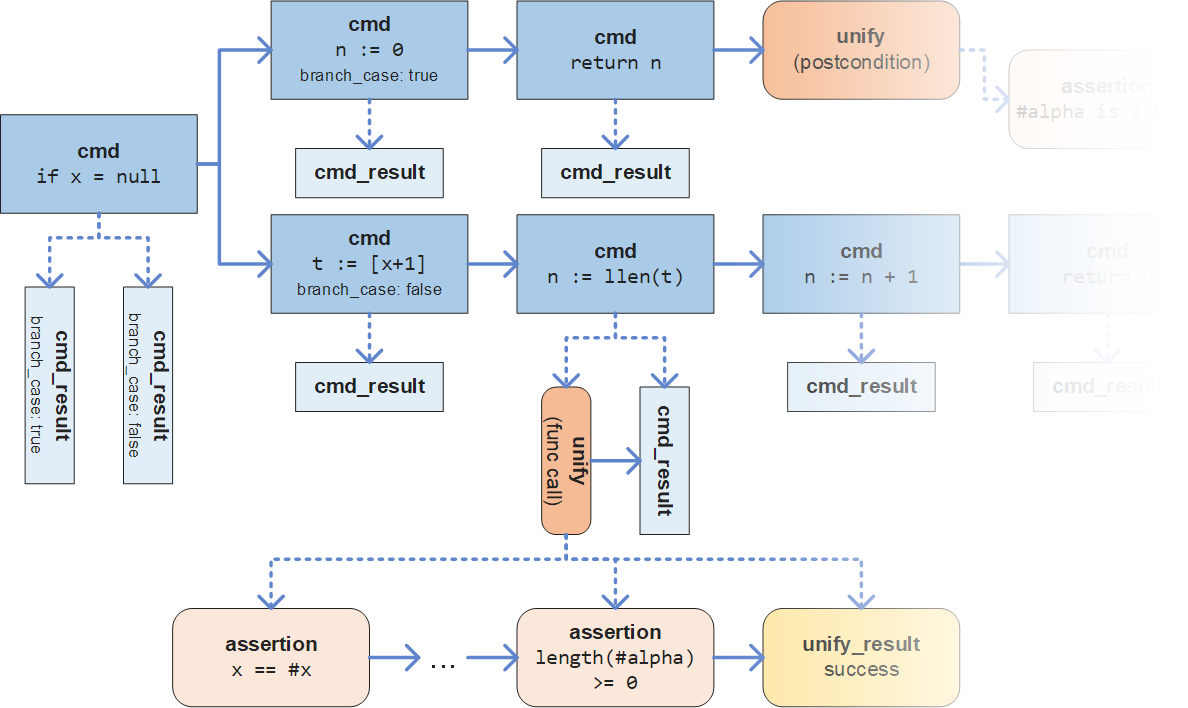 cmd
n := 0
branch_case: true
cmd
return n
unify
(postcondition)
assertion
#alpha is a
cmd
if x = null
cmd_result
cmd_result
cmd
t := [x+1]
branch_case: false
cmd
n := llen(t)
cmd
n := n + 1
cmd
return n
cmd_result
branch_case: true
cmd_result
branch_case: false
cmd_result
unify
(func call)
cmd_result
cmd_result
cmd_result
assertion
x == #x
...
assertion
length(#alpha)
>= 0
unify_result
success